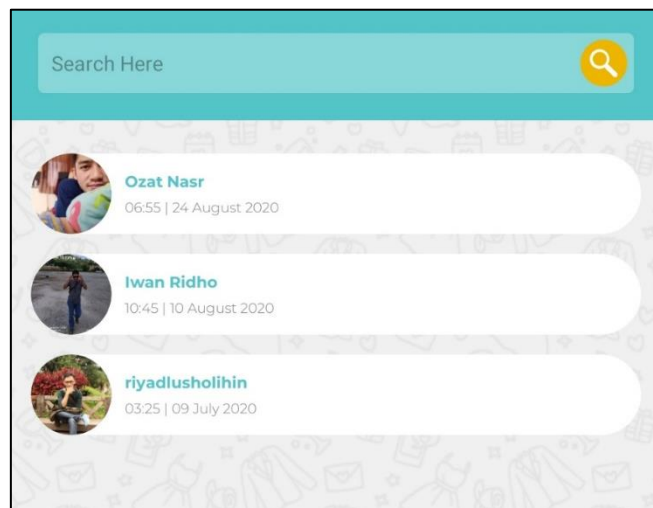 Search Here
Ozat Nasr
06:55 | 24 August 2020
Iwan Ridho
10:45 | 10 August 2020
riyadlusholihin
03:25 | 09 July 2020